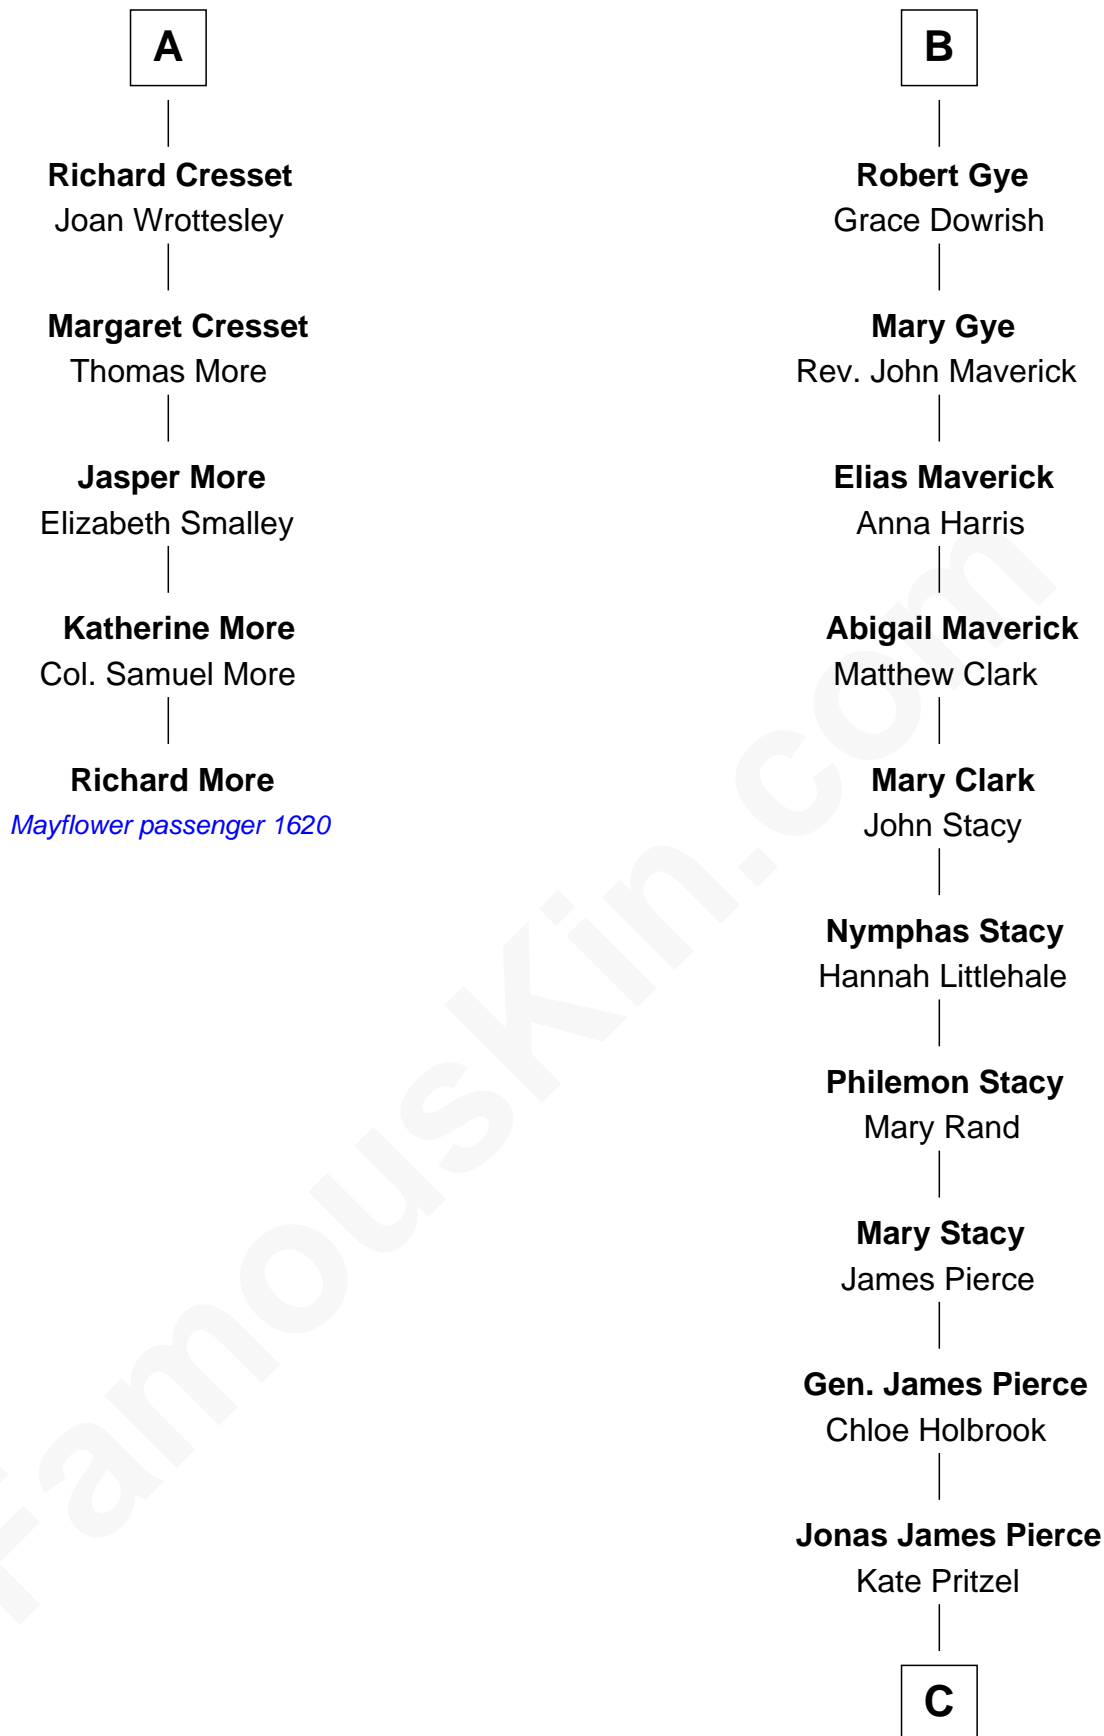 A
Richard Cresset
Joan Wrottesley
Margaret Cresset
Thomas More
Jasper More
Elizabeth Smalley
Katherine More
Col. Samuel More
Richard More
Mayflower passenger 1620
B
Robert Gye
Grace Dowrish
Mary Gye
Rev. John Maverick
Elias Maverick
Anna Harris
Abigail Maverick
Matthew Clark
Mary Clark
John Stacy
Nymphas Stacy
Hannah Littlehale
Philemon Stacy
Mary Rand
Mary Stacy
James Pierce
Gen. James Pierce
Chloe Holbrook
Jonas James Pierce
Kate Pritzel
C
FamousKin.com